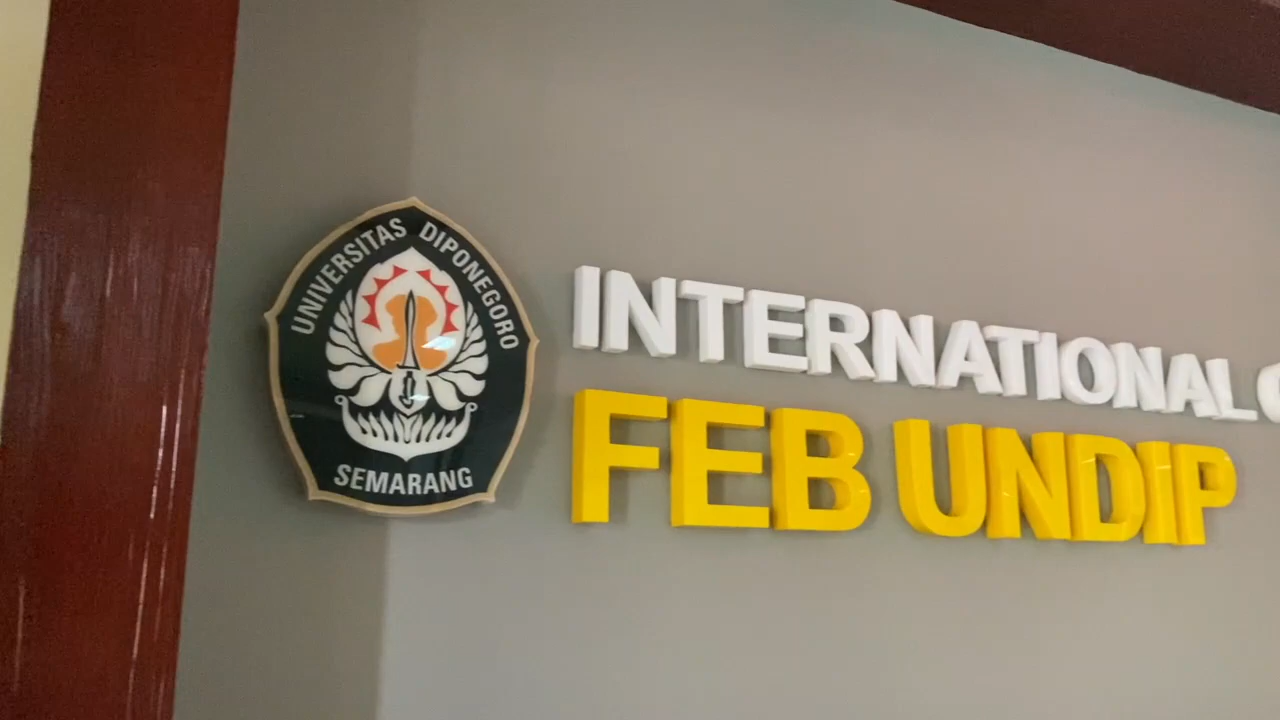 UNIVERSITAS DIPONEGORO
SEMARANG
INTERNATIONAL
FEB UNDIP